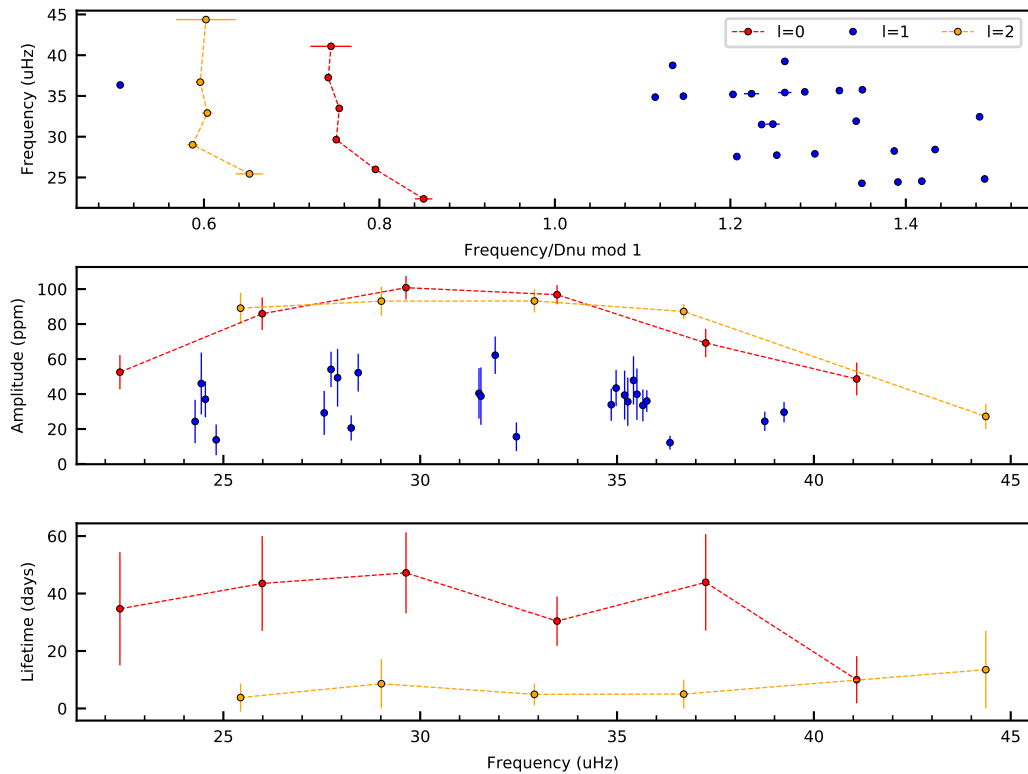 45
40
35
30
25
Frequency (uHz)
l=0 l=1 l=2
0.6 0.8 1.0 1.2 1.4
Frequency/Dnu mod 1
100
80
60
40
20
0
Amplitude (ppm)
25 30 35 40 45
60
40
20
0
Lifetime (days)
25 30 35 40 45
Frequency (uHz)